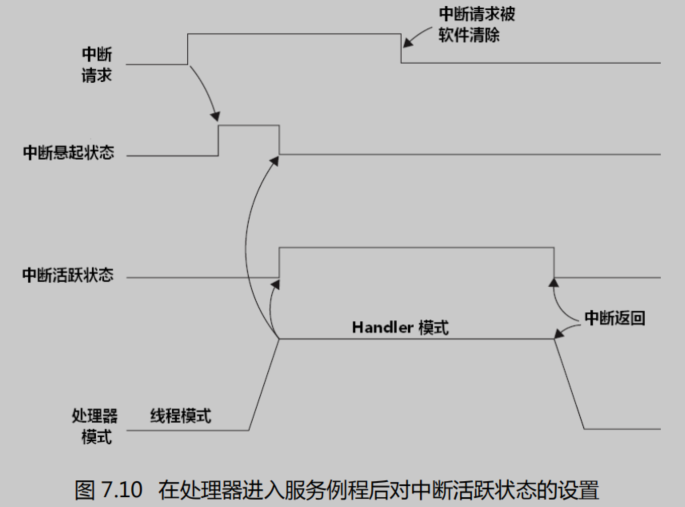 中断请求被
软件清除
中断
请求
中断悬起状态
中断活跃状态
Handler 模式
中断返回
处理器
模式
线程模式
图 7.10 在处理器进入服务例程后对中断活跃状态的设置